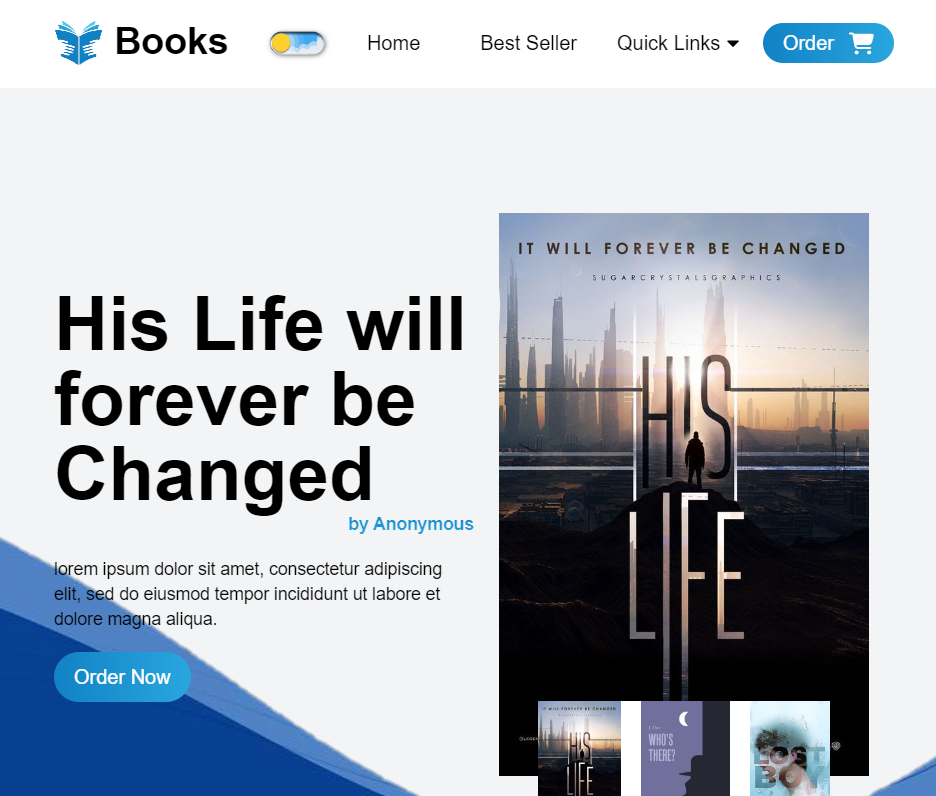 Books
Home
Best Seller
Quick Links
Order
His Life will
forever be
Changed
by Anonymous
lorem ipsum dolor sit amet, consectetur adipiscing
elit, sed do eiusmod tempor incididunt ut labore et
dolore magna aliqua.
Order Now
IT WILL FOREVER BE CHANGED
SUGARCRYSTALSGRAPHICS
HIS
LIFE
IT WILL FOREVER BE CHANGED
HIS
LIFE
WHO'S
THERE?
LOST
BOY